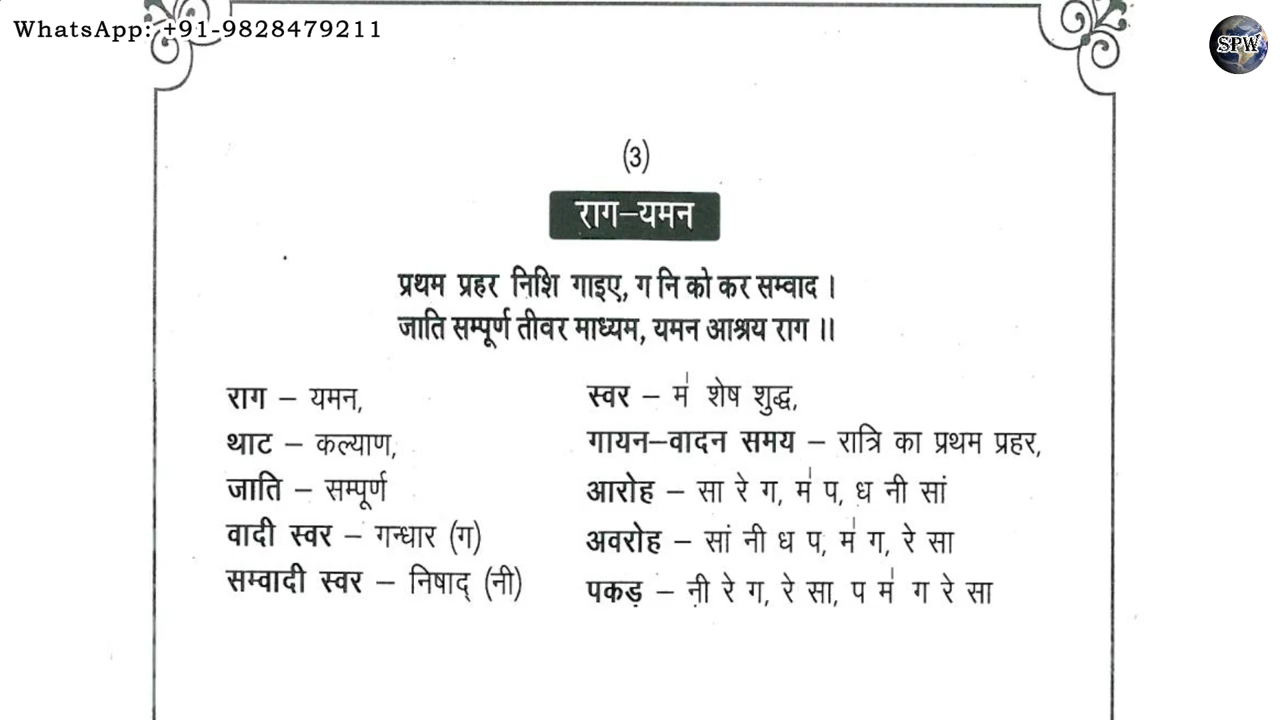 WhatsApp: +91-9828479211
SPW
(3)
राग–यमन
प्रथम प्रहर निशि गाइए, ग नि को कर सम्वाद ।
जाति सम्पूर्ण तीवर माध्यम, यमन आश्रय राग ।।
राग – यमन,
थाट – कल्याण,
जाति – सम्पूर्ण
वादी स्वर – गन्धार (ग)
सम्वादी स्वर – निषाद् (नी)
स्वर – म॑ शेष शुद्ध,
गायन–वादन समय – रात्रि का प्रथम प्रहर,
आरोह – सा रे ग, म॑ प, ध नी सां
अवरोह – सां नी ध प, म॑ ग, रे सा
पकड़ – ऩी रे ग, रे सा, प म॑ ग रे सा